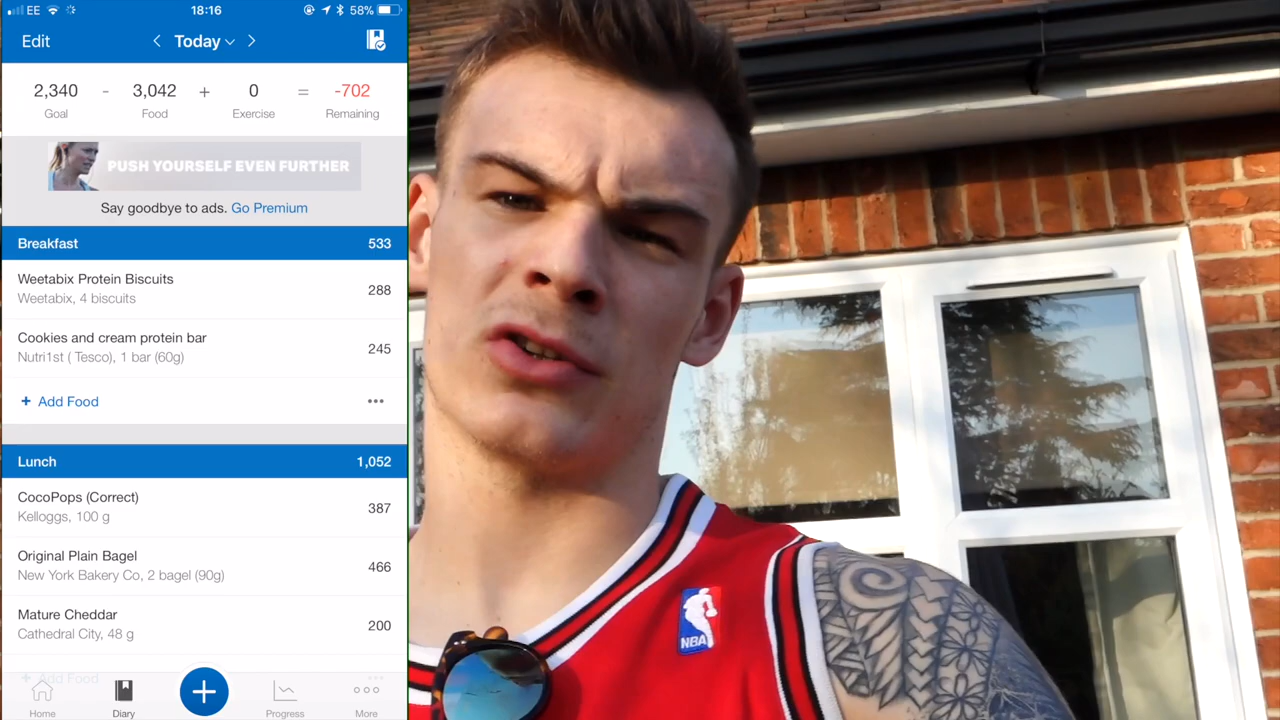 EE 18:16 58%
Edit Today
2,340 - 3,042 + 0 = -702
Goal Food Exercise Remaining
PUSH YOURSELF EVEN FURTHER
Say goodbye to ads. Go Premium
Breakfast 533
Weetabix Protein Biscuits
Weetabix, 4 biscuits 288
Cookies and cream protein bar
Nutri1st ( Tesco), 1 bar (60g) 245
+ Add Food
Lunch 1,052
CocoPops (Correct)
Kelloggs, 100 g 387
Original Plain Bagel
New York Bakery Co, 2 bagel (90g) 466
Mature Cheddar
Cathedral City, 48 g 200
+ Add Food
Home Diary + Progress More
NBA